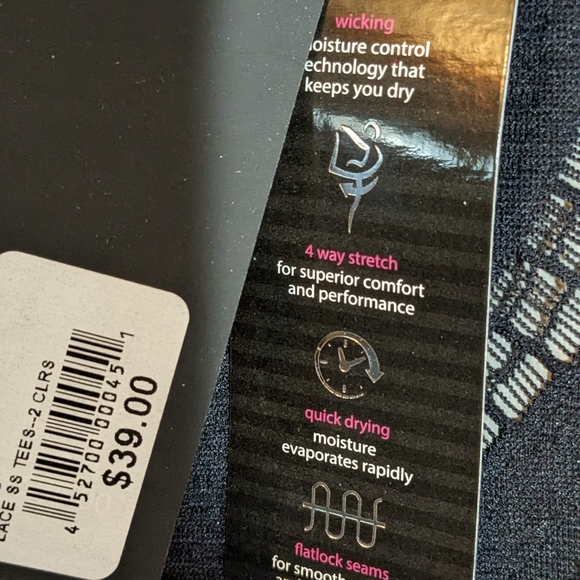 wicking
oisture control
echnology that
keeps you dry
4 way stretch
for superior comfort
and performance
quick drying
moisture
evaporates rapidly
flatlock seams
for smooth
LACE SS TEES--2 CLRS
4 52700 00045 1
$39.00